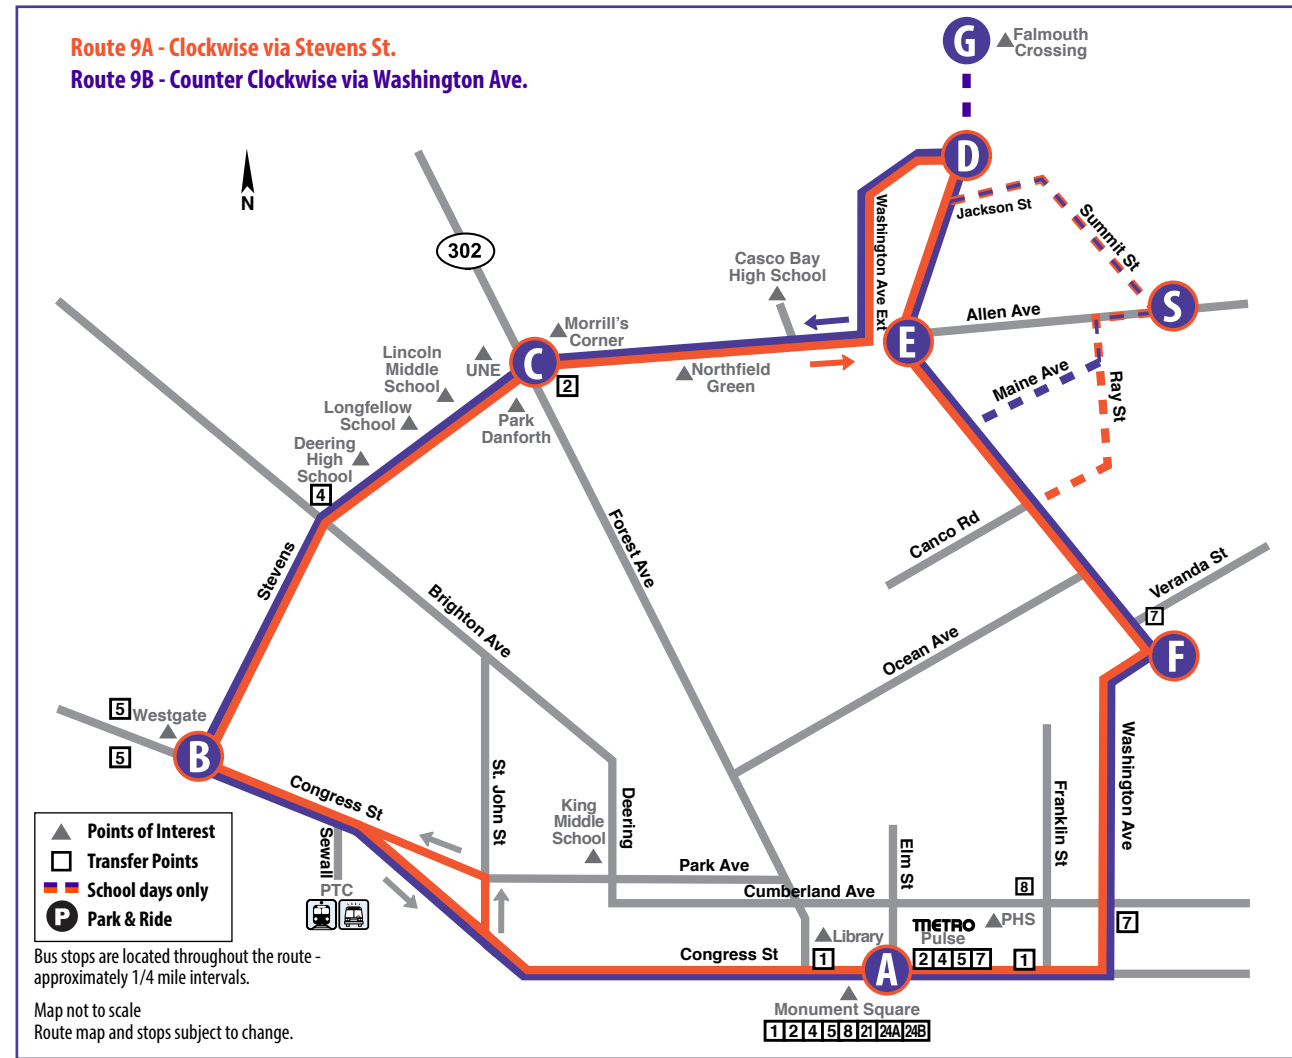 Route 9A - Clockwise via Stevens St.
Route 9B - Counter Clockwise via Washington Ave.
G
Falmouth
Crossing
N
D
Jackson St
Summit St
Washington Ave Ext
302
Casco Bay
High School
S
Allen Ave
E
Morrill's
Corner
C
2
UNE
Lincoln
Middle
School
Longfellow
School
Deering
High
School
4
Park
Danforth
Northfield
Green
Maine Ave
Ray St
Canco Rd
Forest Ave
Stevens
Brighton Ave
Ocean Ave
Veranda St
7
F
5
Westgate
5
B
Congress St
St. John St
Deering
King
Middle
School
Washington Ave
Franklin St
Elm St
Sewall
PTC
Park Ave
Cumberland Ave
8
METRO
Pulse
PHS
7
Library
Congress St
1
A
2 4 5 7
1
Monument Square
1 2 4 5 8 21 24A 24B
Points of Interest
Transfer Points
School days only
P Park & Ride
Bus stops are located throughout the route -
approximately 1/4 mile intervals.
Map not to scale
Route map and stops subject to change.